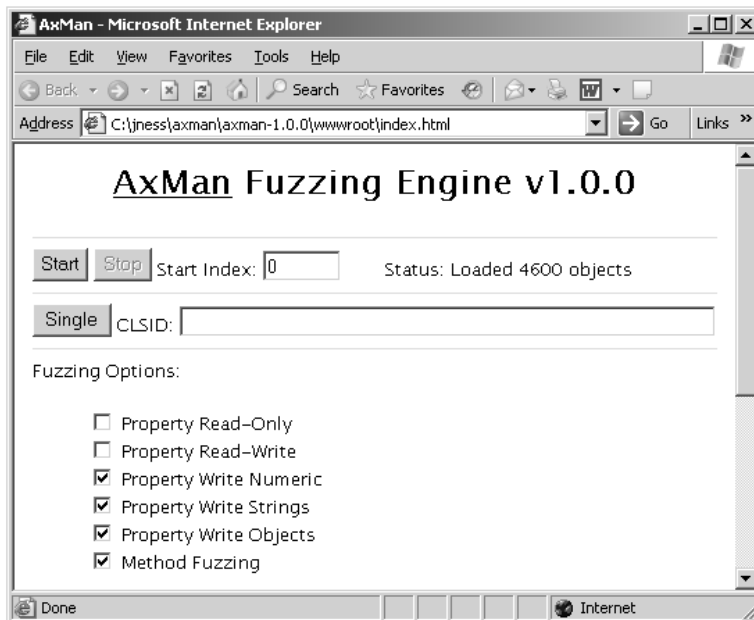 AxMan - Microsoft Internet Explorer
File Edit View Favorites Tools Help
Back Search Favorites
Address C:\jness\axman\axman-1.0.0\wwwroot\index.html Go Links »
AxMan Fuzzing Engine v1.0.0
Start Stop Start Index: 0 Status: Loaded 4600 objects
Single CLSID:
Fuzzing Options:
Property Read-Only
Property Read-Write
Property Write Numeric
Property Write Strings
Property Write Objects
Method Fuzzing
Done Internet